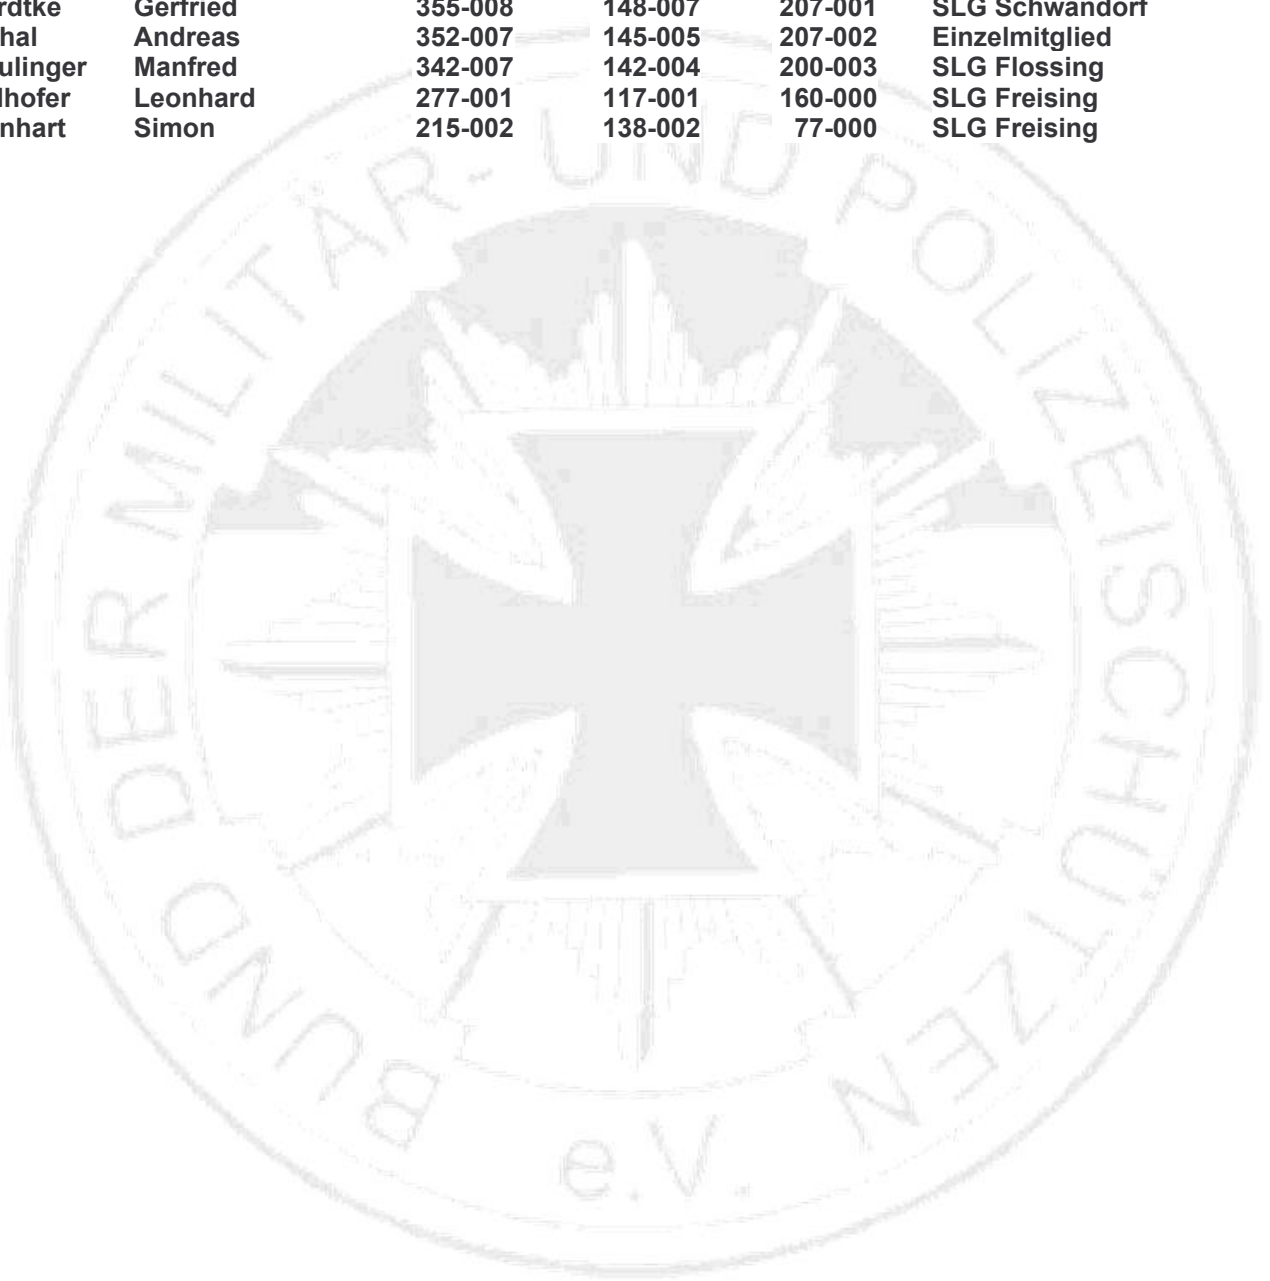 rdtke Gerfried 355-008 148-007 207-001 SLG Schwandorf
hal Andreas 352-007 145-005 207-002 Einzelmitglied
ulinger Manfred 342-007 142-004 200-003 SLG Flossing
lhofer Leonhard 277-001 117-001 160-000 SLG Freising
nhart Simon 215-002 138-002 77-000 SLG Freising
BUND DER MILITÄR- UND POLIZEISCHÜTZEN
e.V.